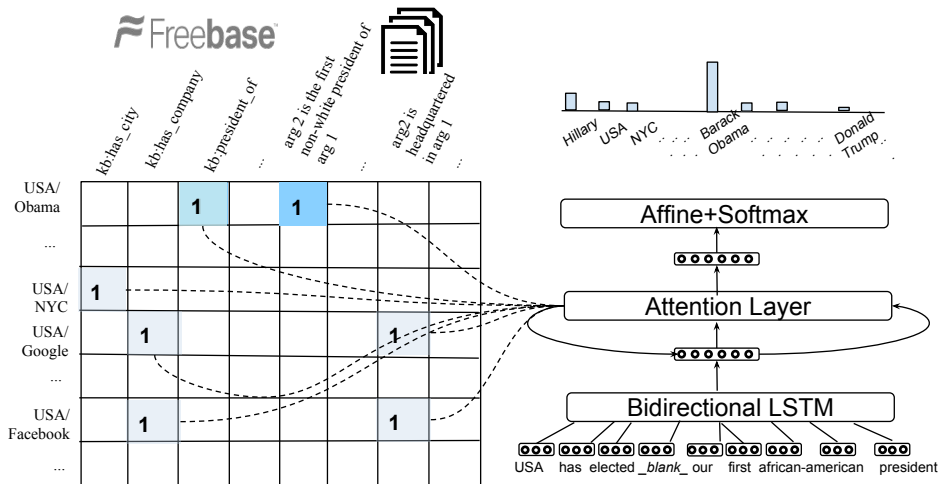 Freebase™
kb:has_city
kb:has_company
kb:president_of
...
arg 2 is the first
non-white president of
arg 1
...
arg2 is
headquartered
in arg 1
...
USA/
Obama
1
1
...
USA/
NYC
1
USA/
Google
1
1
...
USA/
Facebook
1
1
...
Hillary
USA
NYC
Barack
Obama
Donald
Trump
Affine+Softmax
Attention Layer
Bidirectional LSTM
USA has elected _blank_ our first african-american president